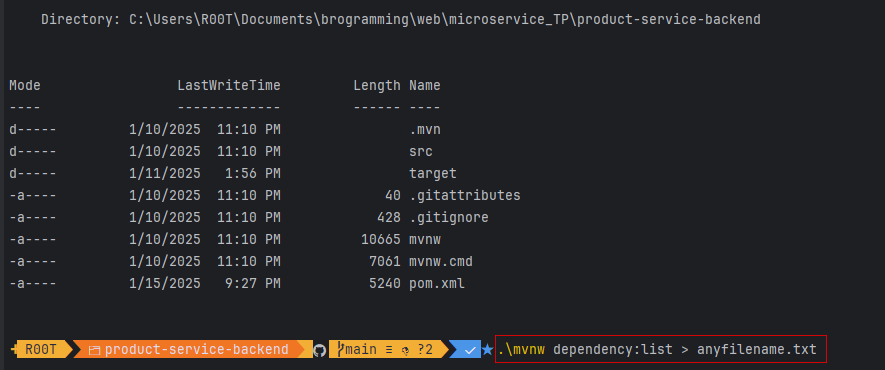 Directory: C:\Users\R00T\Documents\brogramming\web\microservice_TP\product-service-backend
Mode LastWriteTime Length Name
---- ------------- ------ ----
d----- 1/10/2025 11:10 PM .mvn
d----- 1/10/2025 11:10 PM src
d----- 1/11/2025 1:56 PM target
-a---- 1/10/2025 11:10 PM 40 .gitattributes
-a---- 1/10/2025 11:10 PM 428 .gitignore
-a---- 1/10/2025 11:10 PM 10665 mvnw
-a---- 1/10/2025 11:10 PM 7061 mvnw.cmd
-a---- 1/15/2025 9:27 PM 5240 pom.xml
+ R00T product-service-backend main ≡ ?2 ✓ ★ .\mvnw dependency:list > anyfilename.txt